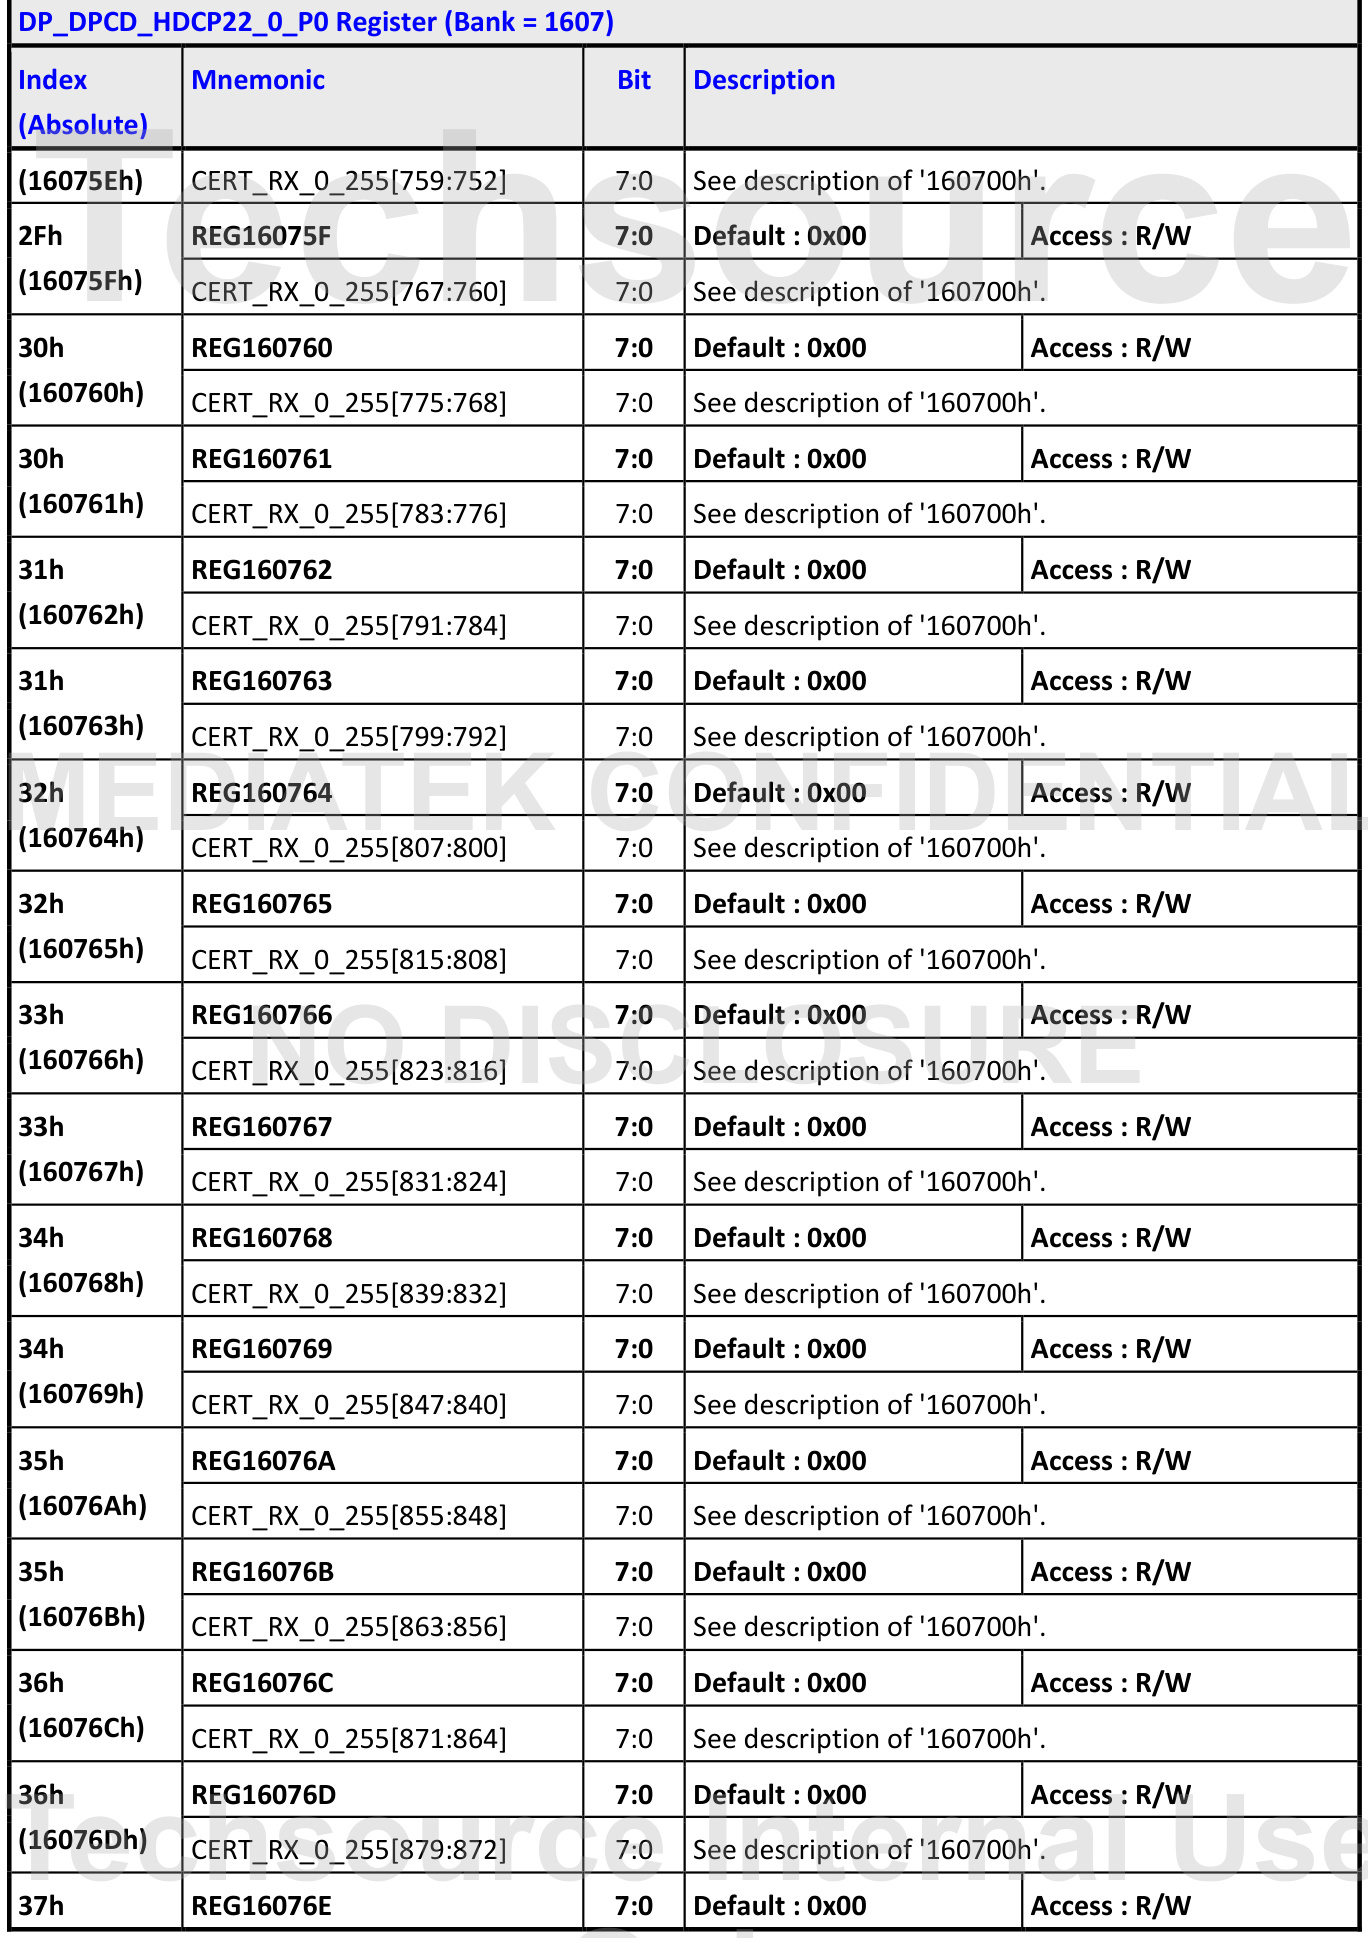 DP_DPCD_HDCP22_0_P0 Register (Bank = 1607)
Index (Absolute) Mnemonic Bit Description
(16075Eh) CERT_RX_0_255[759:752] 7:0 See description of '160700h'.
2Fh REG16075F 7:0 Default : 0x00 Access : R/W
(16075Fh) CERT_RX_0_255[767:760] 7:0 See description of '160700h'.
30h REG160760 7:0 Default : 0x00 Access : R/W
(160760h) CERT_RX_0_255[775:768] 7:0 See description of '160700h'.
30h REG160761 7:0 Default : 0x00 Access : R/W
(160761h) CERT_RX_0_255[783:776] 7:0 See description of '160700h'.
31h REG160762 7:0 Default : 0x00 Access : R/W
(160762h) CERT_RX_0_255[791:784] 7:0 See description of '160700h'.
31h REG160763 7:0 Default : 0x00 Access : R/W
(160763h) CERT_RX_0_255[799:792] 7:0 See description of '160700h'.
32h REG160764 7:0 Default : 0x00 Access : R/W
(160764h) CERT_RX_0_255[807:800] 7:0 See description of '160700h'.
32h REG160765 7:0 Default : 0x00 Access : R/W
(160765h) CERT_RX_0_255[815:808] 7:0 See description of '160700h'.
33h REG160766 7:0 Default : 0x00 Access : R/W
(160766h) CERT_RX_0_255[823:816] 7:0 See description of '160700h'.
33h REG160767 7:0 Default : 0x00 Access : R/W
(160767h) CERT_RX_0_255[831:824] 7:0 See description of '160700h'.
34h REG160768 7:0 Default : 0x00 Access : R/W
(160768h) CERT_RX_0_255[839:832] 7:0 See description of '160700h'.
34h REG160769 7:0 Default : 0x00 Access : R/W
(160769h) CERT_RX_0_255[847:840] 7:0 See description of '160700h'.
35h REG16076A 7:0 Default : 0x00 Access : R/W
(16076Ah) CERT_RX_0_255[855:848] 7:0 See description of '160700h'.
35h REG16076B 7:0 Default : 0x00 Access : R/W
(16076Bh) CERT_RX_0_255[863:856] 7:0 See description of '160700h'.
36h REG16076C 7:0 Default : 0x00 Access : R/W
(16076Ch) CERT_RX_0_255[871:864] 7:0 See description of '160700h'.
36h REG16076D 7:0 Default : 0x00 Access : R/W
(16076Dh) CERT_RX_0_255[879:872] 7:0 See description of '160700h'.
37h REG16076E 7:0 Default : 0x00 Access : R/W
Techsource
MEDIATEK CONFIDENTIAL
NO DISCLOSURE
Techsource Internal Use